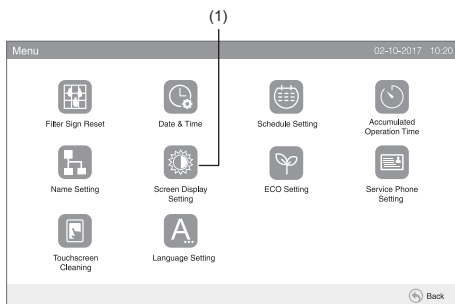 (1)
Menu 02-10-2017 10:20
Filter Sign Reset Date & Time Schedule Setting Accumulated
Operation Time
Name Setting Screen Display
Setting ECO Setting Service Phone
Setting
Touchscreen
Cleaning Language Setting
A...
Back